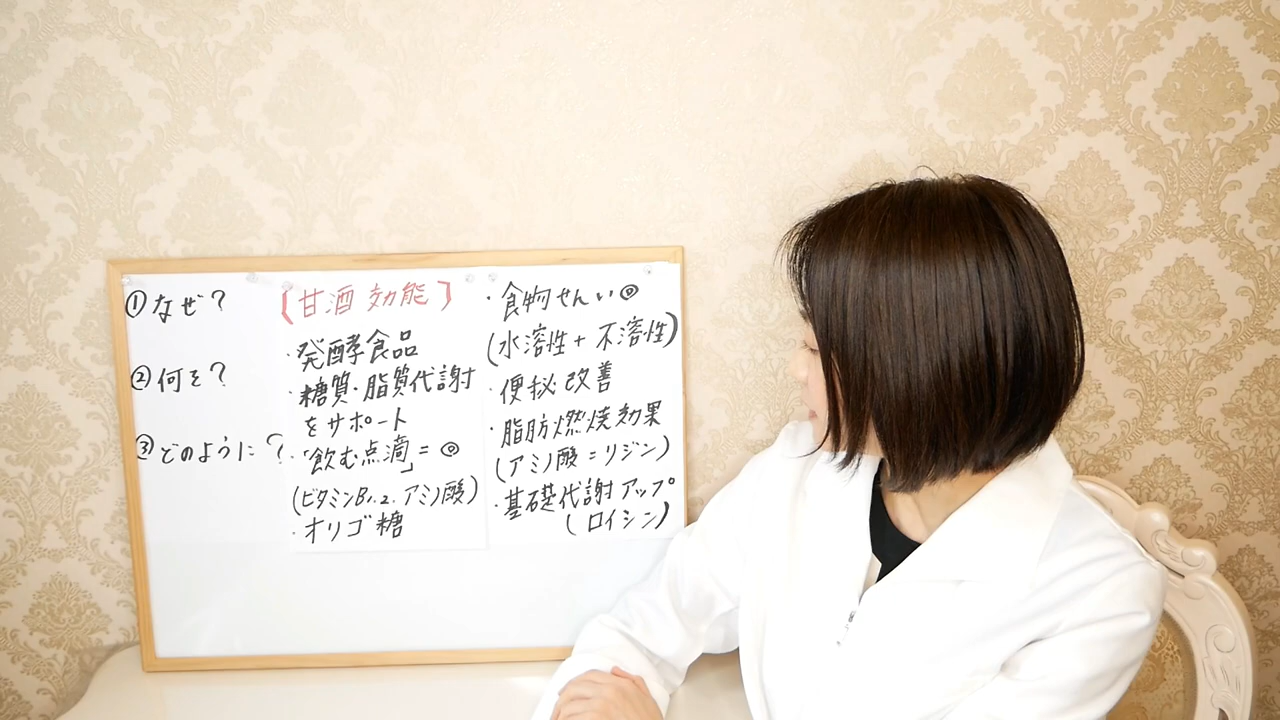 ①なぜ?
②何を?
③どのように?
【甘酒 効能】
・発酵食品
・糖質・脂質代謝
をサポート
・「飲む点滴」=◎
(ビタミンB1.2.アミノ酸)
・オリゴ糖
・食物せんい◎
(水溶性+不溶性)
・便秘改善
・脂肪燃焼効果
(アミノ酸=リジン)
・基礎代謝アップ
(ロイシン)